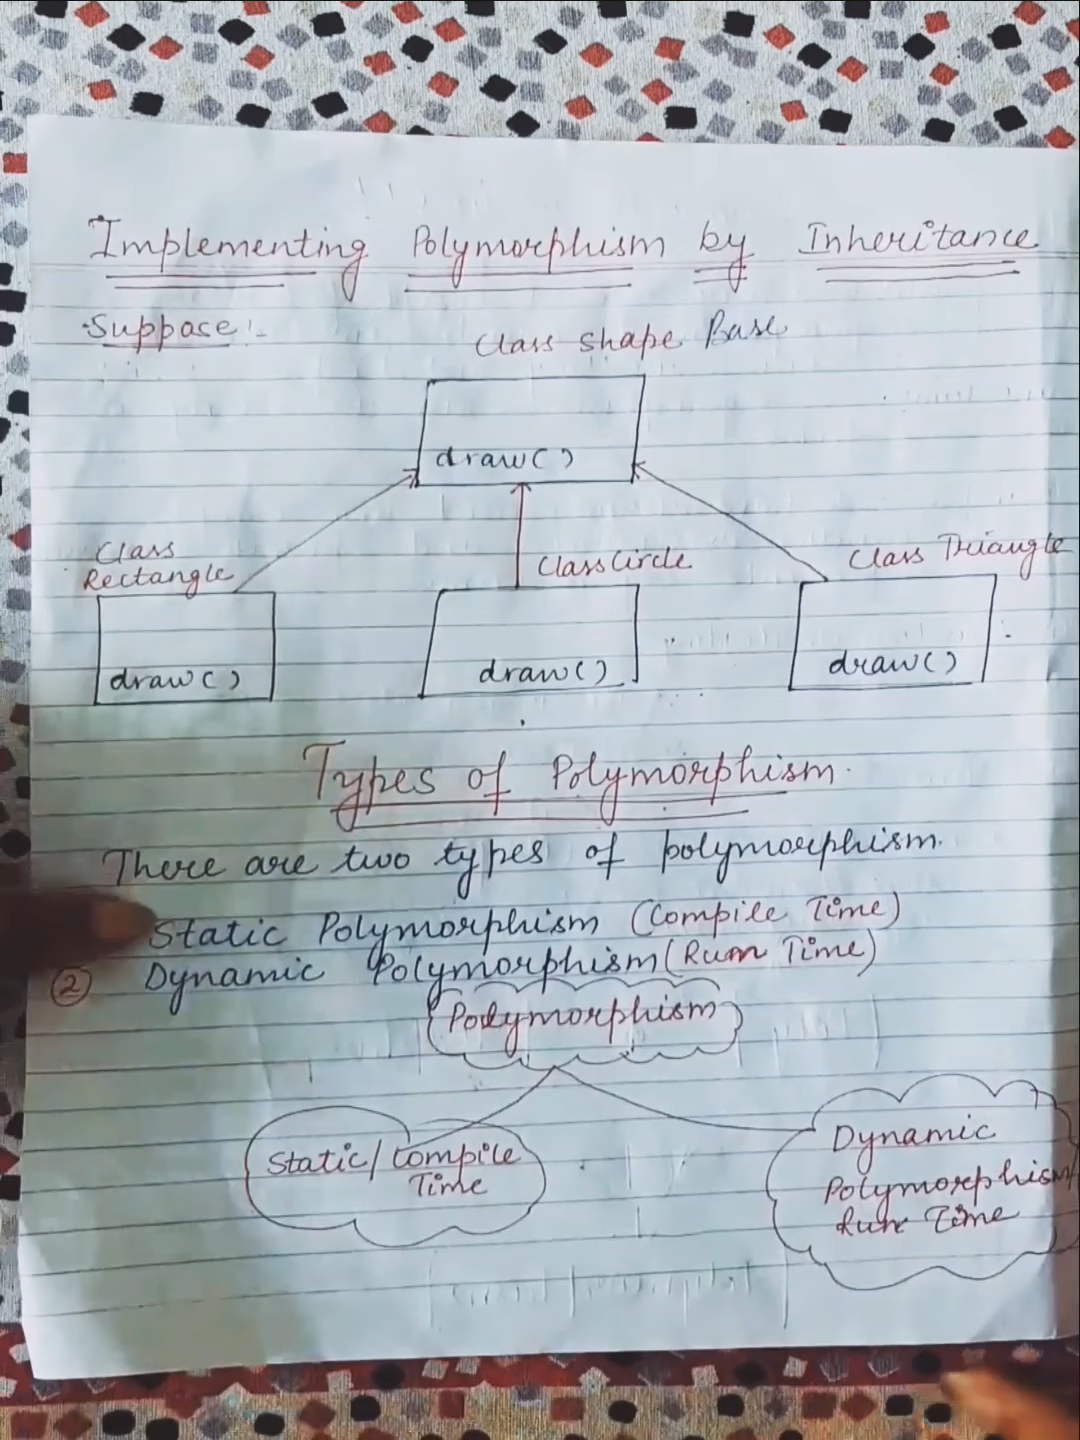 Implementing Polymorphism by Inheritance
Suppose:-
Class Shape Base
draw()
Class
Rectangle
Class Circle
Class Triangle
draw()
draw()
draw()
Types of Polymorphism.
There are two types of polymorphism.
Static Polymorphism (Compile Time)
② Dynamic Polymorphism (Run Time)
Polymorphism
Static/Compile
Time
Dynamic
Polymorphism/
Run Time